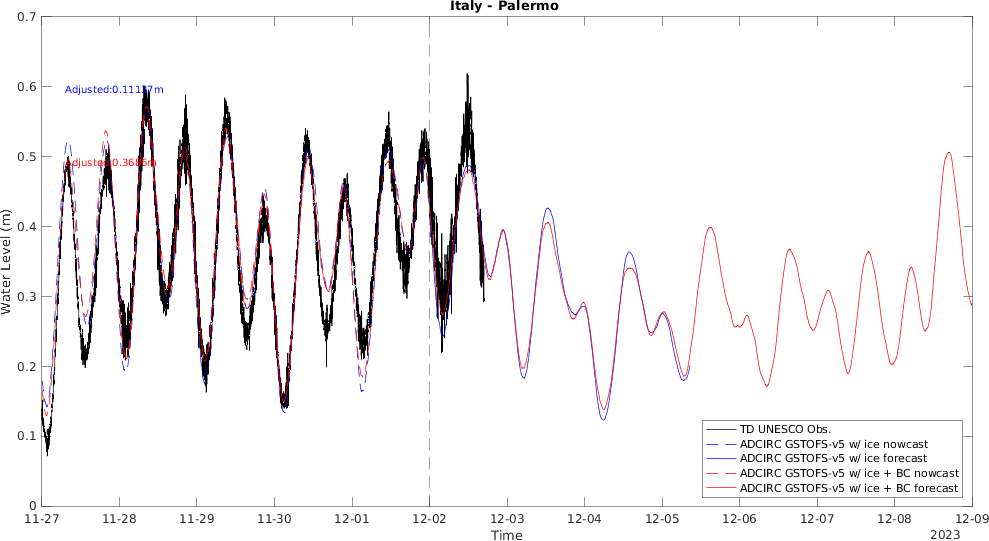 Italy - Palermo
0.7
0.6
0.5
0.4
0.3
0.2
0.1
0
Water Level (m)
Adjusted:0.11137m
Adjusted:0.3685m
TD UNESCO Obs.
ADCIRC GSTOFS-v5 w/ ice nowcast
ADCIRC GSTOFS-v5 w/ ice forecast
ADCIRC GSTOFS-v5 w/ ice + BC nowcast
ADCIRC GSTOFS-v5 w/ ice + BC forecast
11-27 11-28 11-29 11-30 12-01 12-02 12-03 12-04 12-05 12-06 12-07 12-08 12-09
Time
2023